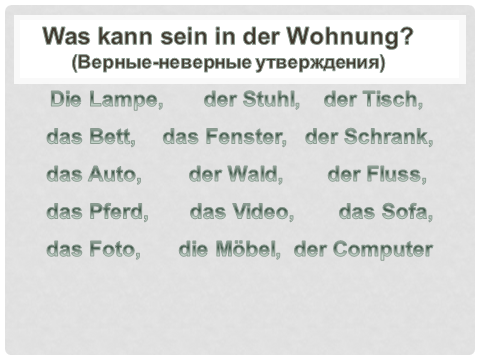 Was kann sein in der Wohnung?
(Верные-неверные утверждения)
Die Lampe, der Stuhl, der Tisch,
das Bett, das Fenster, der Schrank,
das Auto, der Wald, der Fluss,
das Pferd, das Video, das Sofa,
das Foto, die Möbel, der Computer